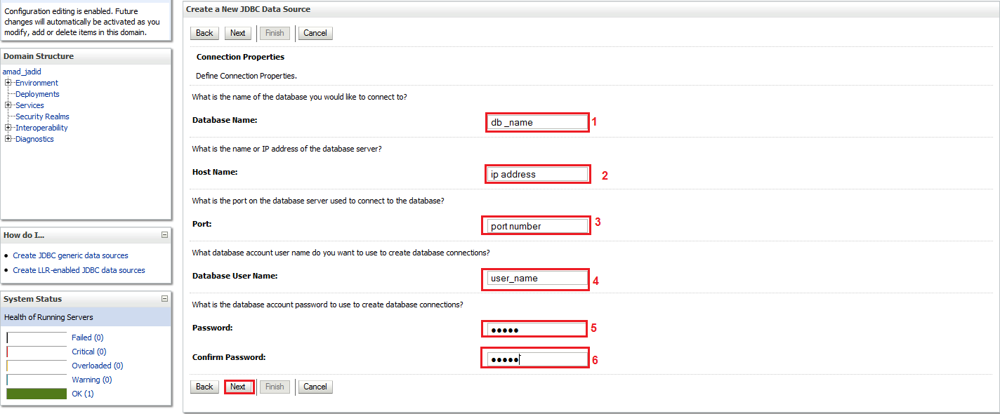 Configuration editing is enabled. Future
changes will automatically be activated as you
modify, add or delete items in this domain.
Domain Structure
amad_jadid
Environment
Deployments
Services
Security Realms
Interoperability
Diagnostics
How do I...
Create JDBC generic data sources
Create LLR-enabled JDBC data sources
System Status
Health of Running Servers
Failed (0)
Critical (0)
Overloaded (0)
Warning (0)
OK (1)
Create a New JDBC Data Source
Back Next Finish Cancel
Connection Properties
Define Connection Properties.
What is the name of the database you would like to connect to?
Database Name: db _name 1
What is the name or IP address of the database server?
Host Name: ip address 2
What is the port on the database server used to connect to the database?
Port: port number 3
What database account user name do you want to use to create database connections?
Database User Name: user_name 4
What is the database account password to use to create database connections?
Password: ●●●●● 5
Confirm Password: ●●●●● 6
Back Next Finish Cancel